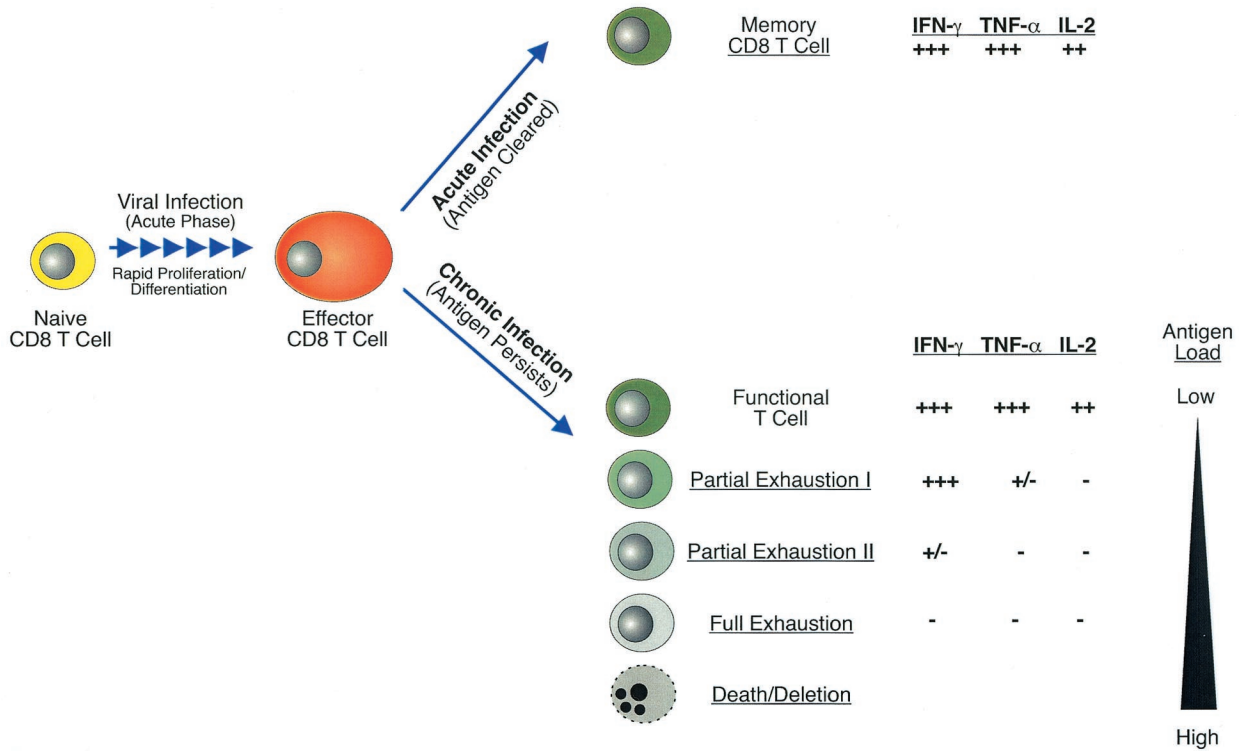 Memory
CD8 T Cell
IFN-γ TNF-α IL-2
+++ +++ ++
Acute Infection
(Antigen Cleared)
Viral Infection
(Acute Phase)
Rapid Proliferation/
Differentiation
Naive
CD8 T Cell
Effector
CD8 T Cell
Chronic Infection
(Antigen Persists)
IFN-γ TNF-α IL-2
Antigen
Load
Low
Functional
T Cell
+++ +++ ++
Partial Exhaustion I
+++ +/- -
Partial Exhaustion II
+/- - -
Full Exhaustion
- - -
Death/Deletion
High